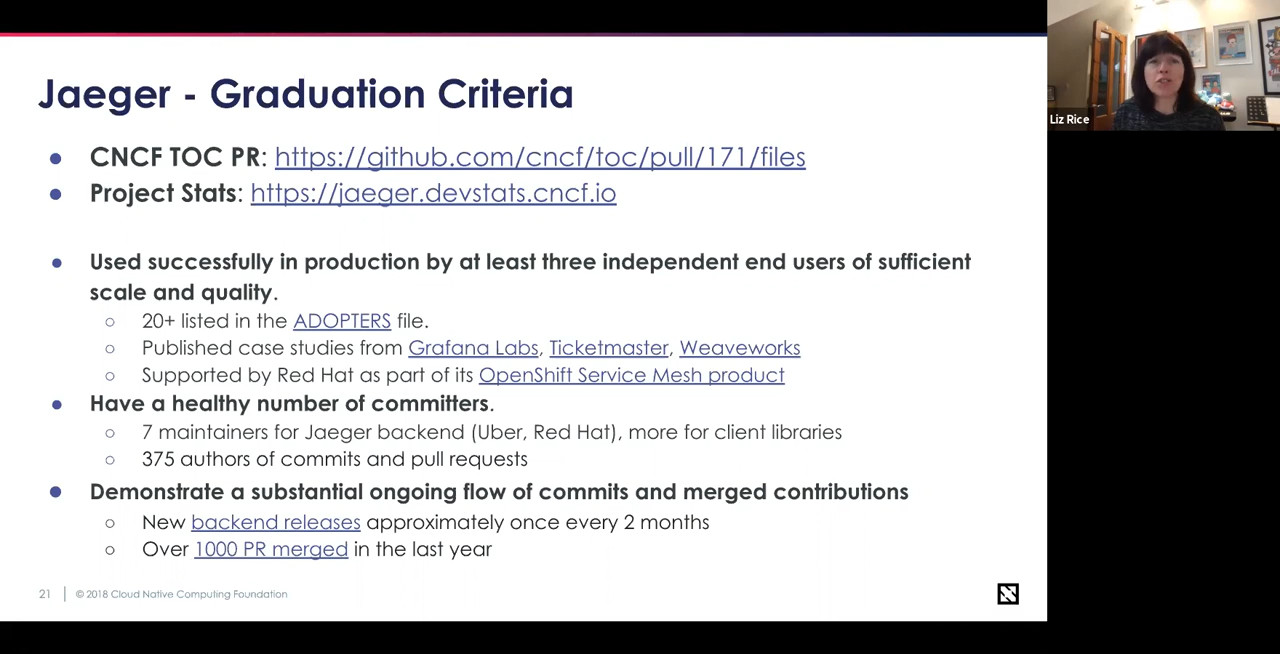 Jaeger - Graduation Criteria
● CNCF TOC PR: https://github.com/cncf/toc/pull/171/files
● Project Stats: https://jaeger.devstats.cncf.io
● Used successfully in production by at least three independent end users of sufficient
scale and quality.
○ 20+ listed in the ADOPTERS file.
○ Published case studies from Grafana Labs, Ticketmaster, Weaveworks
○ Supported by Red Hat as part of its OpenShift Service Mesh product
● Have a healthy number of committers.
○ 7 maintainers for Jaeger backend (Uber, Red Hat), more for client libraries
○ 375 authors of commits and pull requests
● Demonstrate a substantial ongoing flow of commits and merged contributions
○ New backend releases approximately once every 2 months
○ Over 1000 PR merged in the last year
21 | © 2018 Cloud Native Computing Foundation
Liz Rice